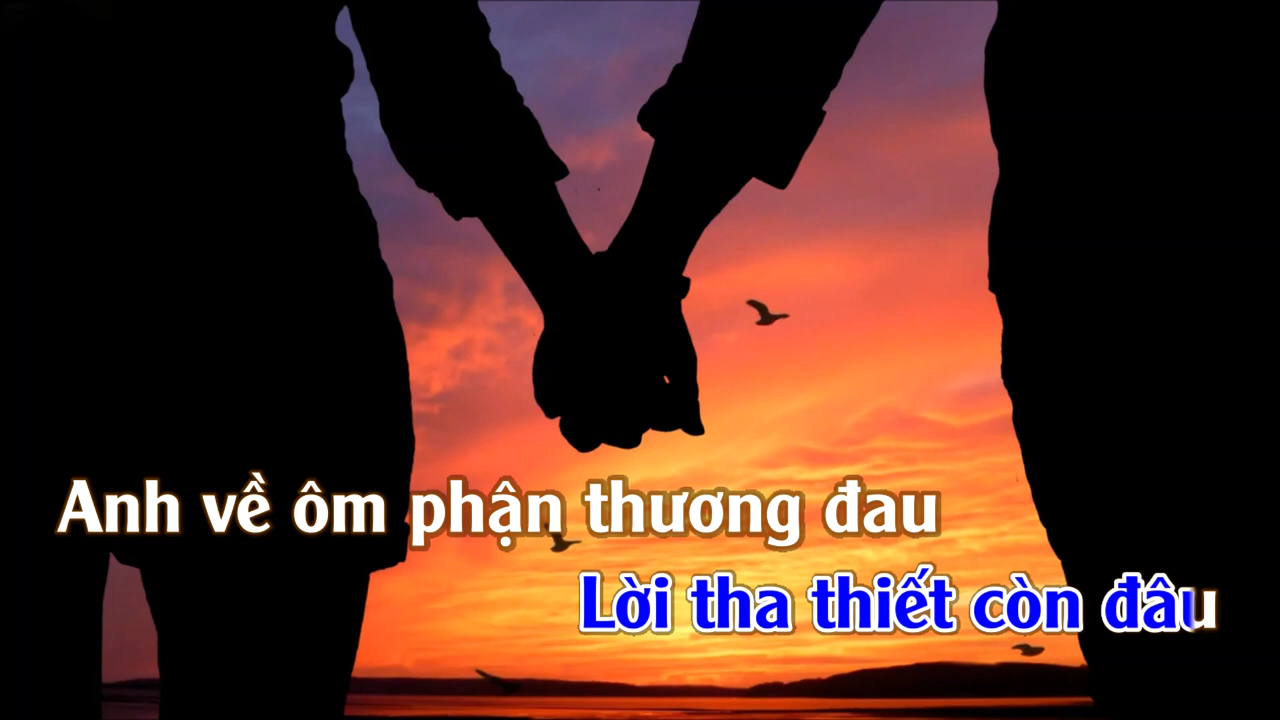 Anh về ôm phận thương đau
Lời tha thiết còn đâu